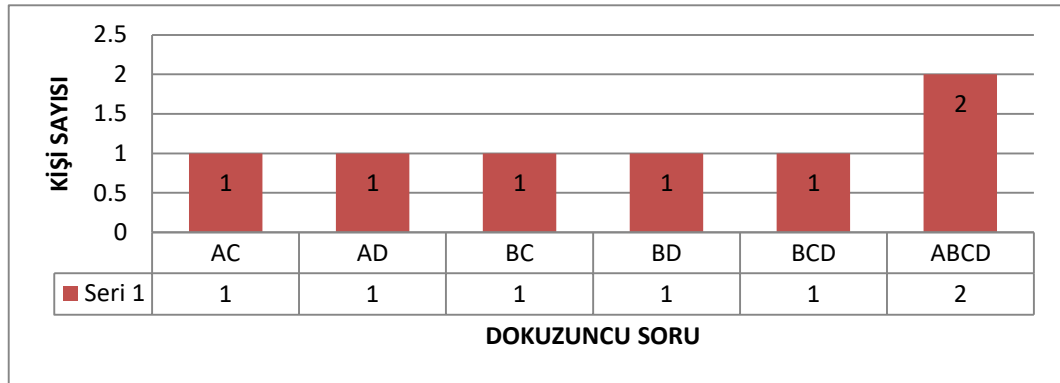 2.5
2
1.5
1
0.5
0
KİŞİ SAYISI
1 1 1 1 1 2
AC AD BC BD BCD ABCD
Seri 1 1 1 1 1 1 2
DOKUZUNCU SORU